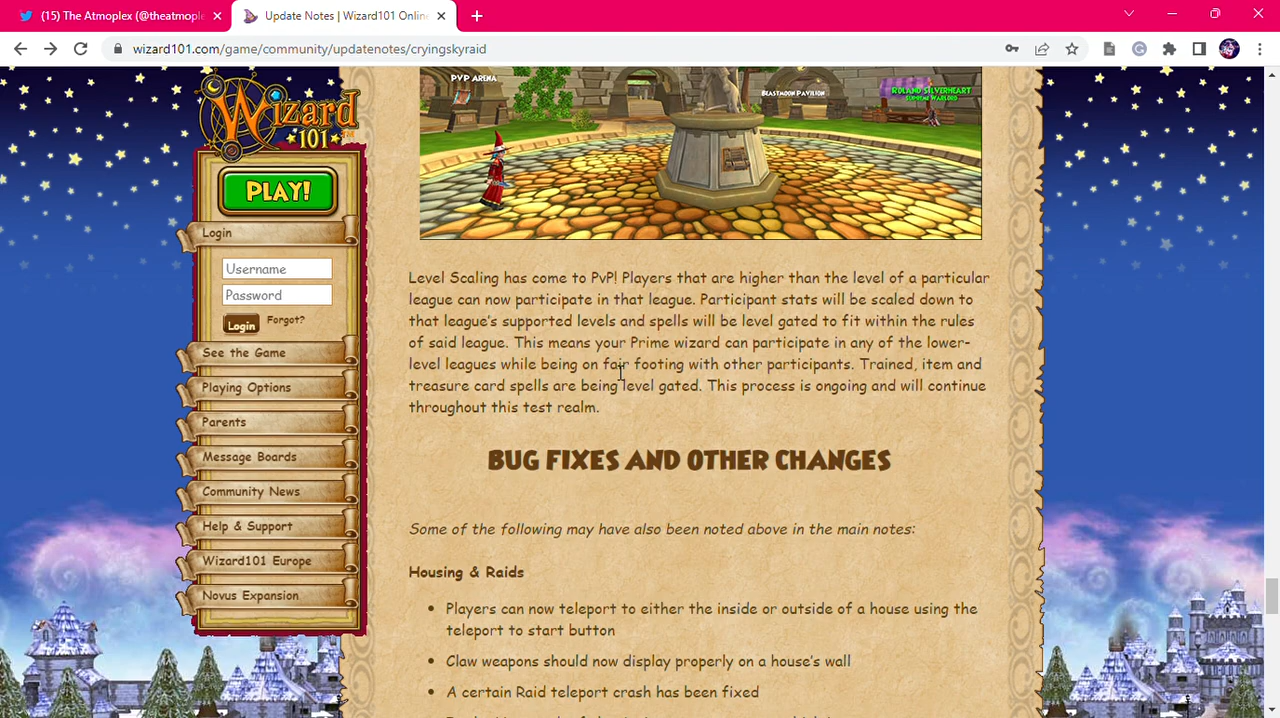 (15) The Atmoplex (@theatmople
Update Notes | Wizard101 Online
wizard101.com/game/community/updatenotes/cryingskyraid
Wizard
101
TM
PLAY!
Login
Username
Password
Login
Forgot?
See the Game
Playing Options
Parents
Message Boards
Community News
Help & Support
Wizard101 Europe
Novus Expansion
PVP ARENA
BEASTMOON PAVILION
ROLAND SILVERHEART
SUPREME WARLORD
Level Scaling has come to PvP! Players that are higher than the level of a particular
league can now participate in that league. Participant stats will be scaled down to
that league's supported levels and spells will be level gated to fit within the rules
of said league. This means your Prime wizard can participate in any of the lower-
level leagues while being on fair footing with other participants. Trained, item and
treasure card spells are being level gated. This process is ongoing and will continue
throughout this test realm.
BUG FIXES AND OTHER CHANGES
Some of the following may have also been noted above in the main notes:
Housing & Raids
• Players can now teleport to either the inside or outside of a house using the
teleport to start button
• Claw weapons should now display properly on a house's wall
• A certain Raid teleport crash has been fixed